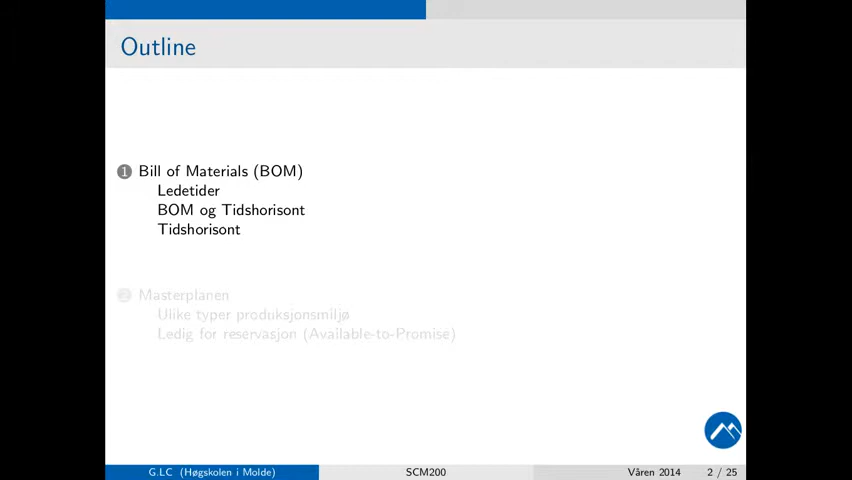 Outline
1 Bill of Materials (BOM)
Ledetider
BOM og Tidshorisont
Tidshorisont
2 Masterplanen
Ulike typer produksjonsmiljø
Ledig for reservasjon (Available-to-Promise)
G.LC (Høgskolen i Molde) SCM200 Våren 2014 2 / 25